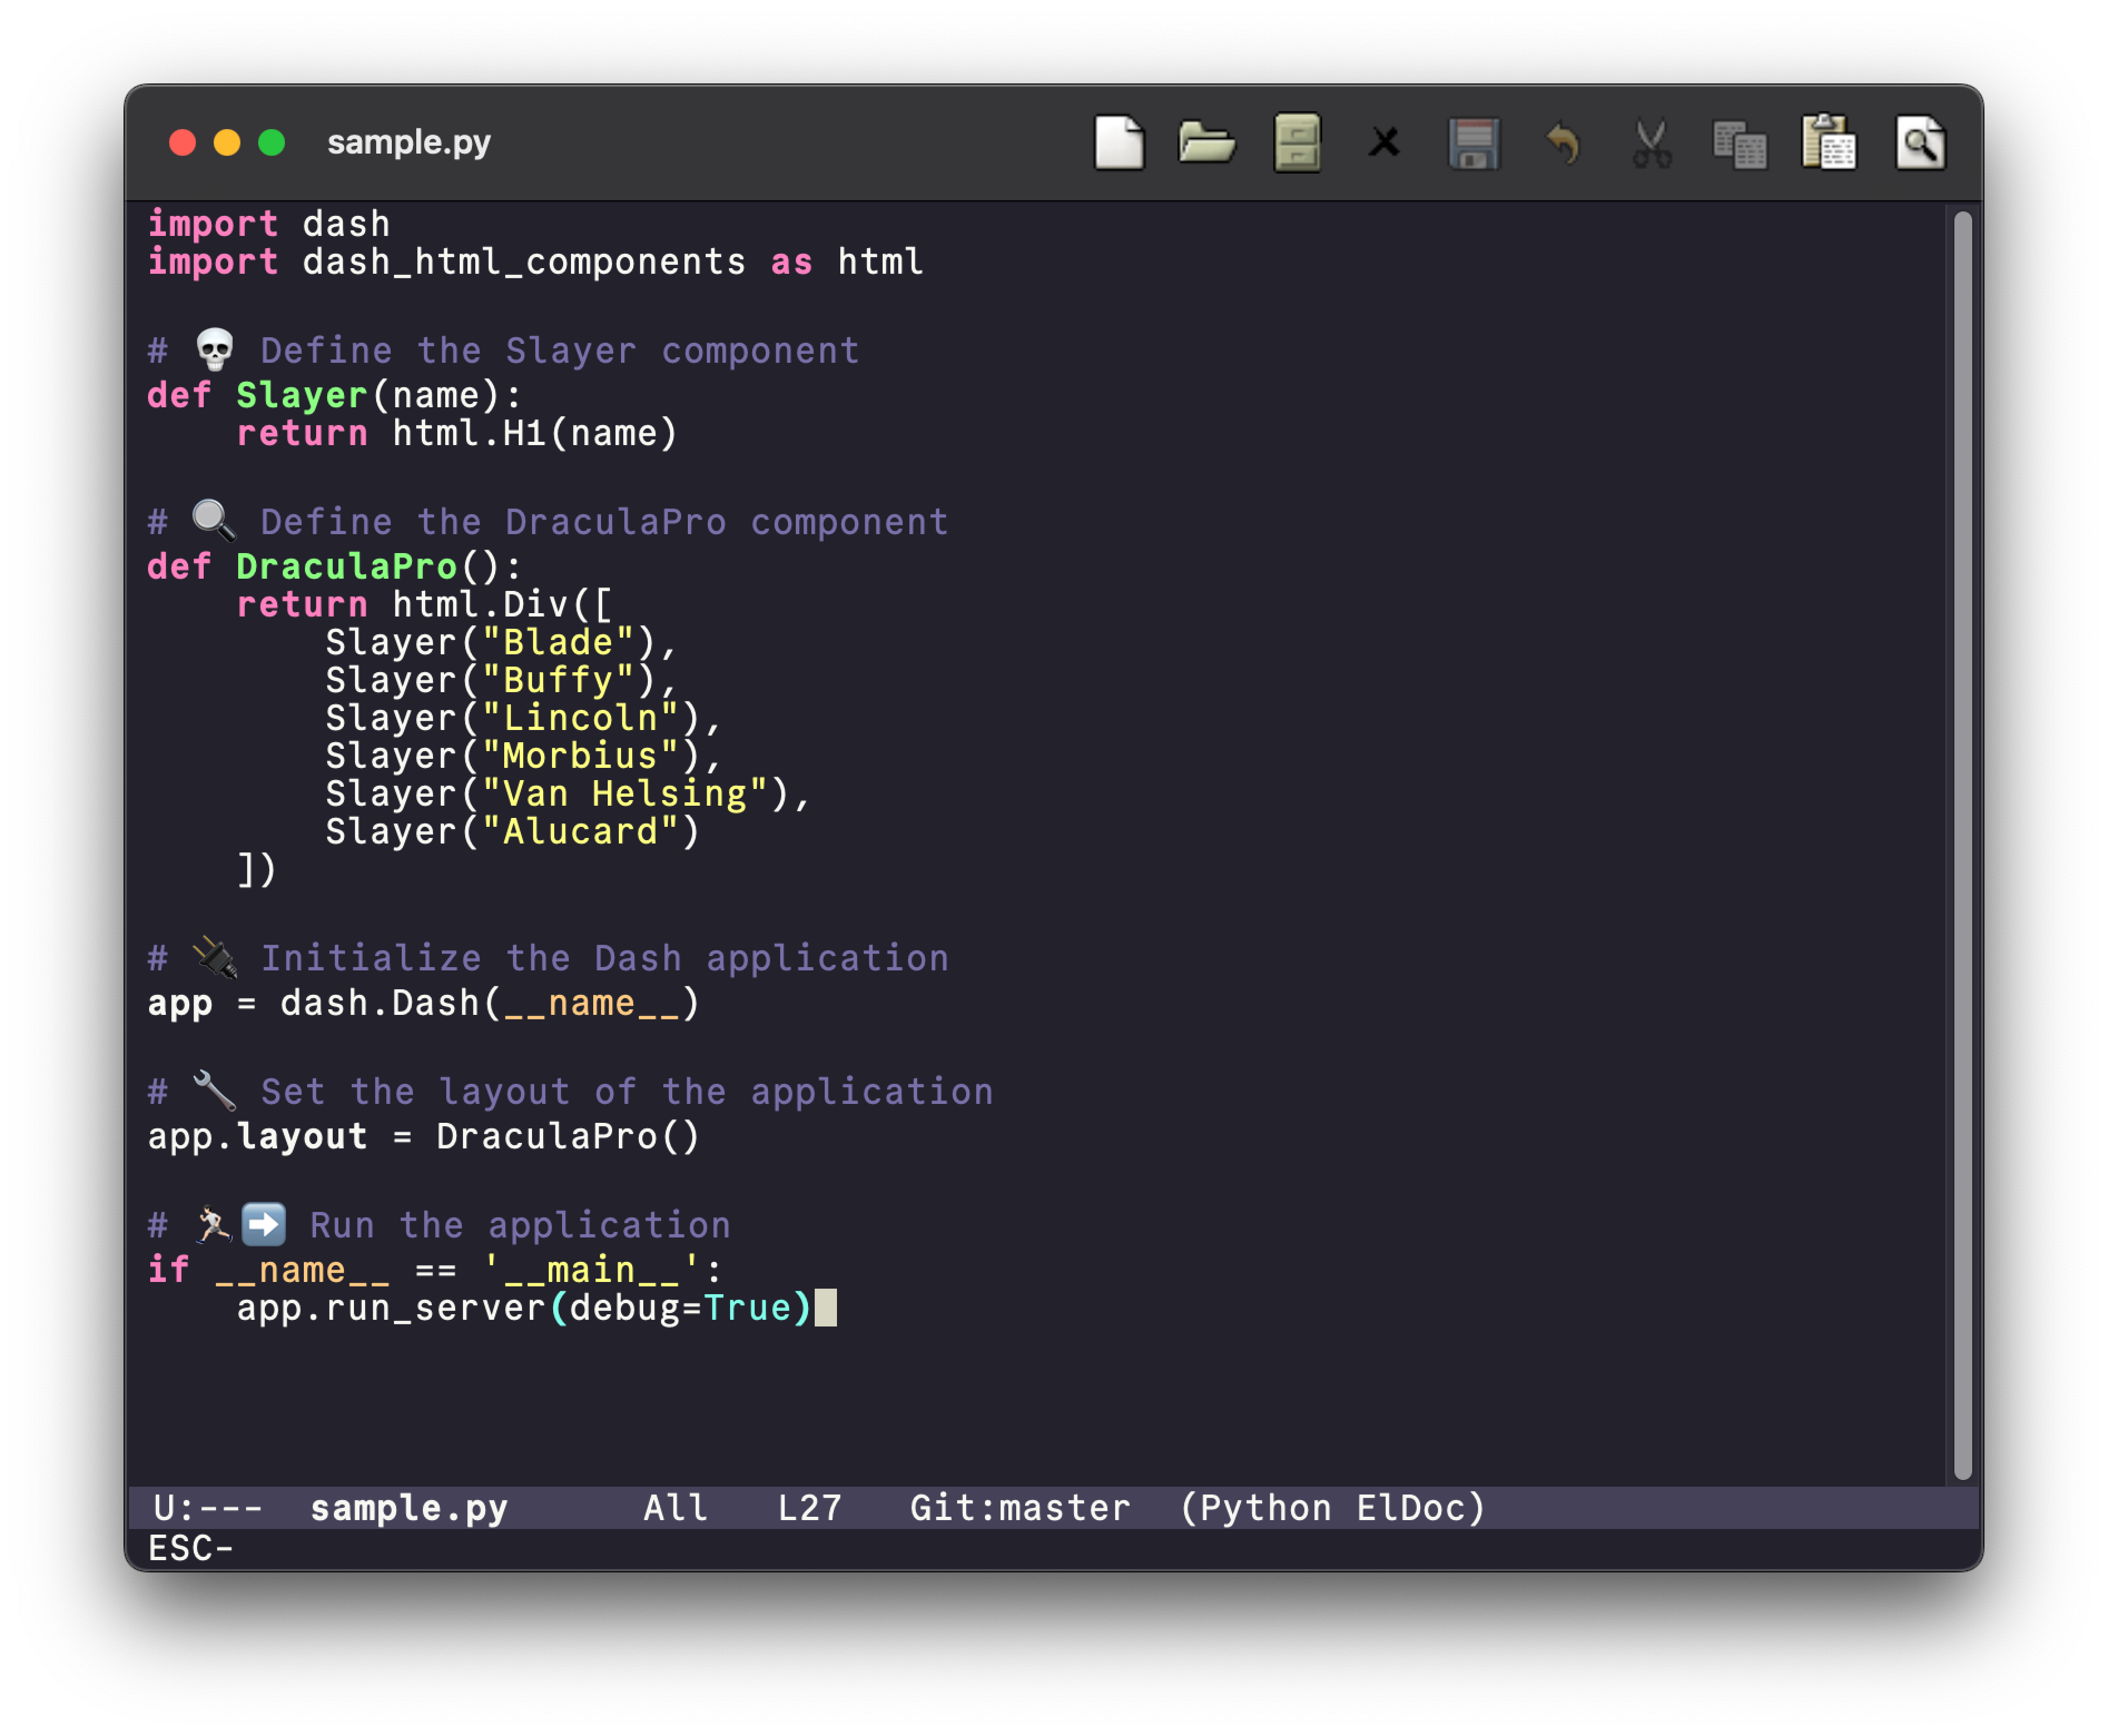 sample.py
import dash
import dash_html_components as html

# 💀 Define the Slayer component
def Slayer(name):
    return html.H1(name)

# 🔍 Define the DraculaPro component
def DraculaPro():
    return html.Div([
        Slayer("Blade"),
        Slayer("Buffy"),
        Slayer("Lincoln"),
        Slayer("Morbius"),
        Slayer("Van Helsing"),
        Slayer("Alucard")
    ])

# 🔌 Initialize the Dash application
app = dash.Dash(__name__)

# 🔧 Set the layout of the application
app.layout = DraculaPro()

# 🏃🏻➡️ Run the application
if __name__ == '__main__':
    app.run_server(debug=True)
U:---  sample.py      All   L27   Git:master  (Python ElDoc)
ESC-